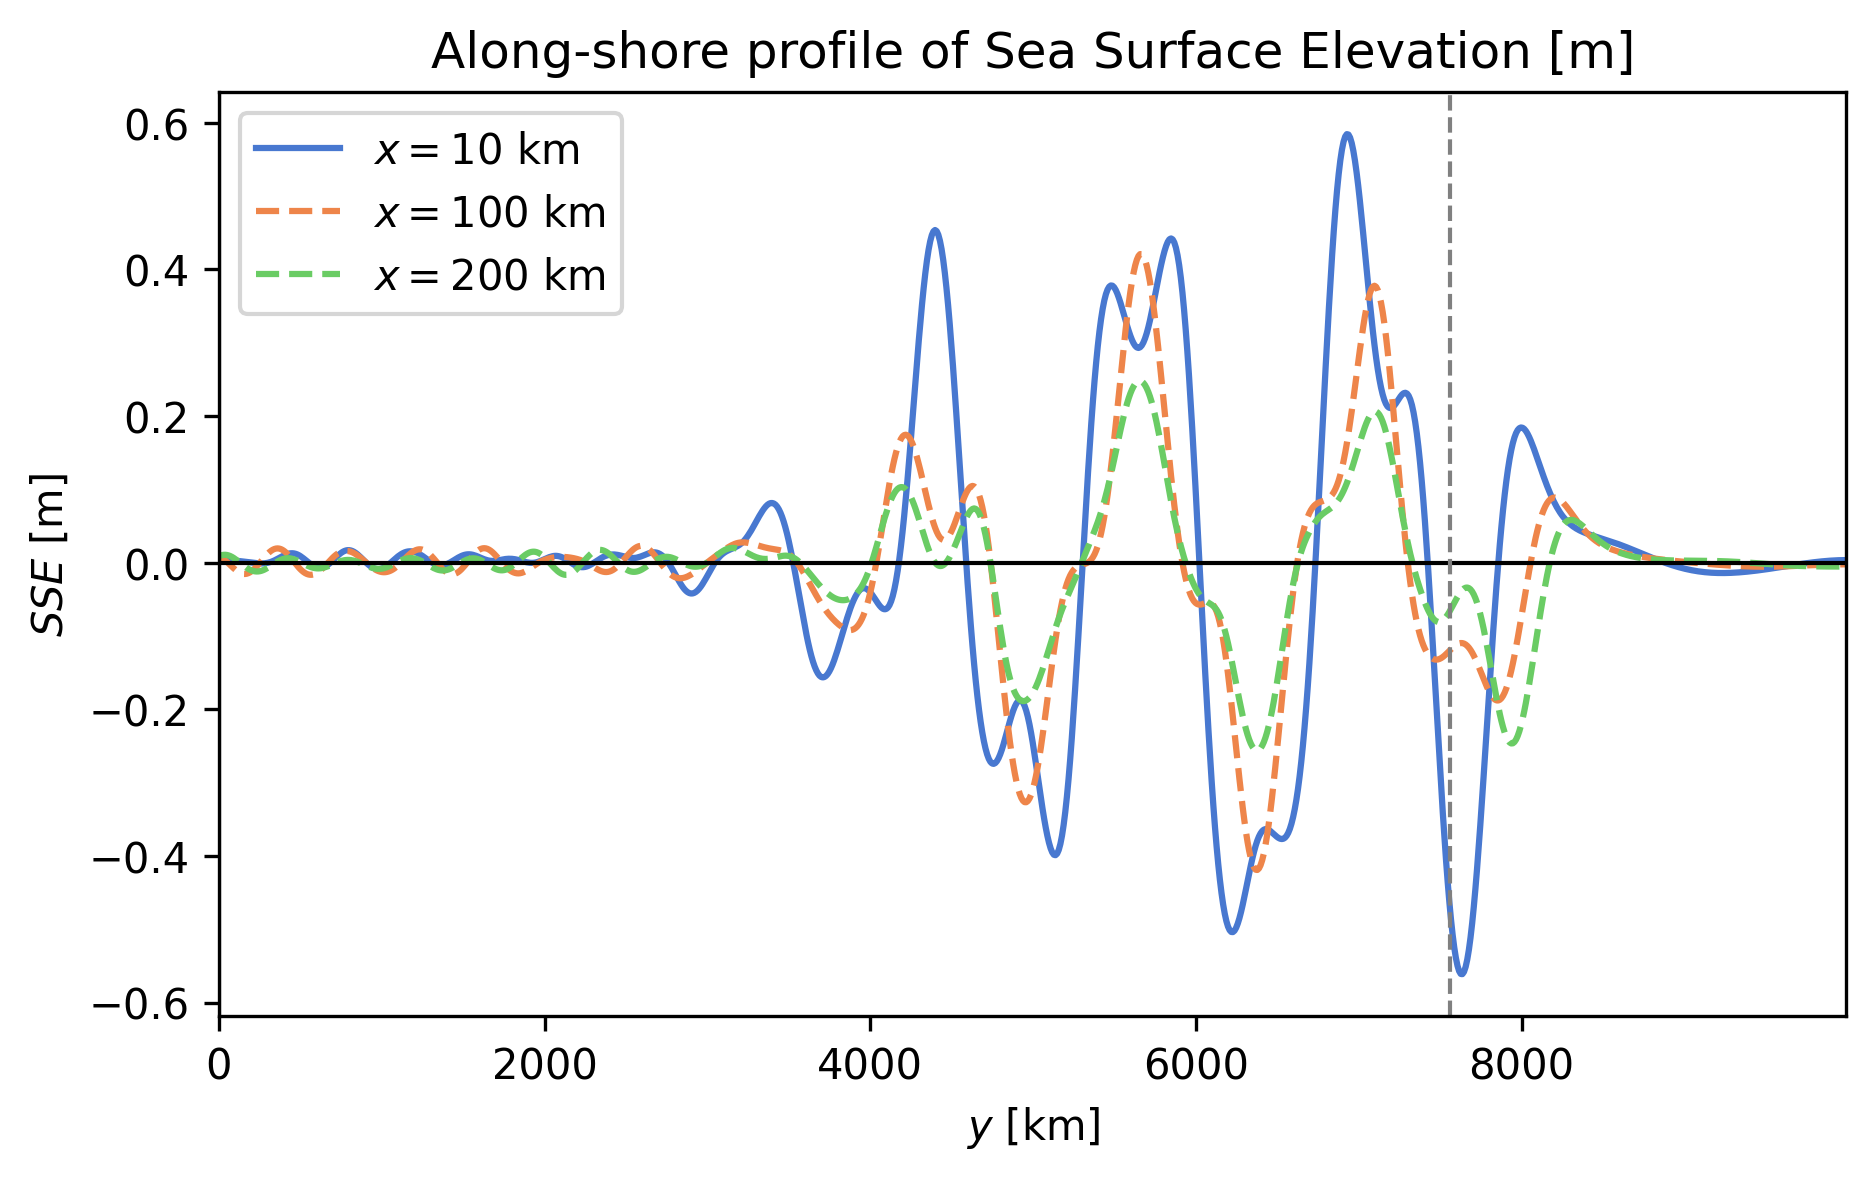 Along-shore profile of Sea Surface Elevation [m]
x = 10 km
x = 100 km
x = 200 km
0.6
0.4
0.2
0.0
−0.2
−0.4
−0.6
SSE [m]
0 2000 4000 6000 8000
y [km]